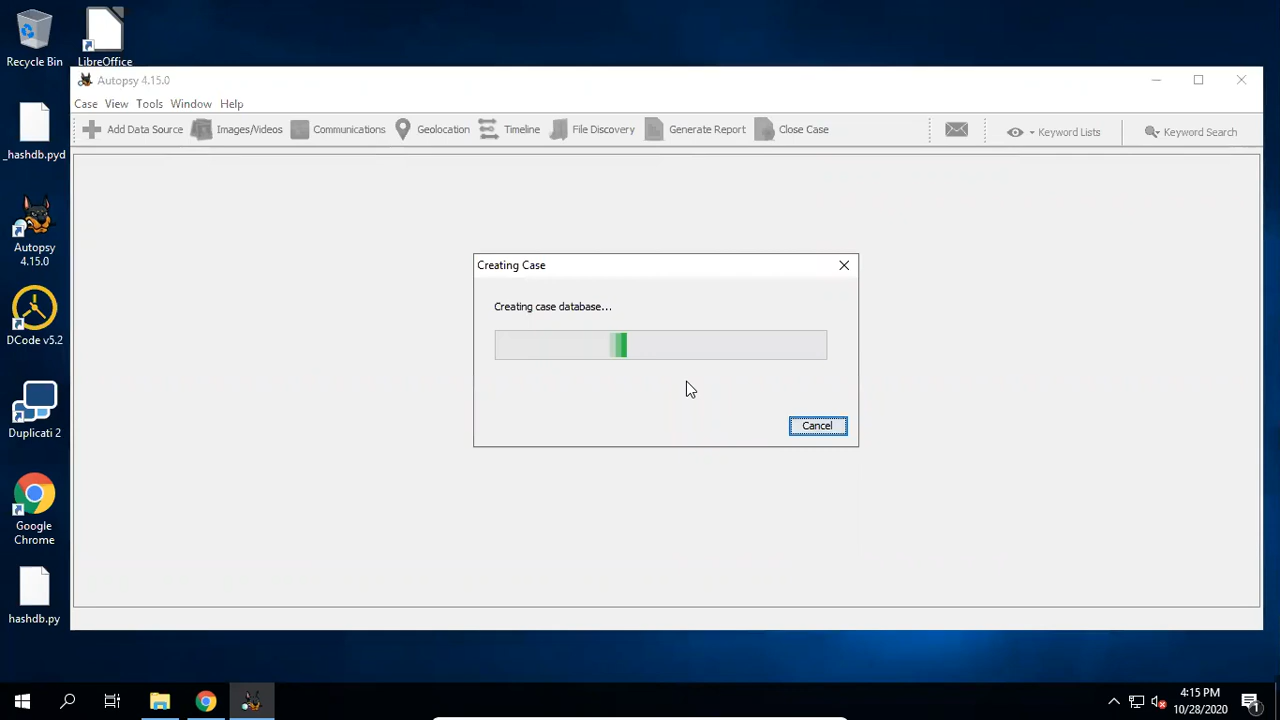 Recycle Bin
LibreOffice
_hashdb.pyd
Autopsy
4.15.0
DCode v5.2
Duplicati 2
Google
Chrome
hashdb.py
Autopsy 4.15.0
Case View Tools Window Help
Add Data Source Images/Videos Communications Geolocation Timeline File Discovery Generate Report Close Case Keyword Lists Keyword Search
Creating Case
Creating case database...
Cancel
4:15 PM
10/28/2020
1